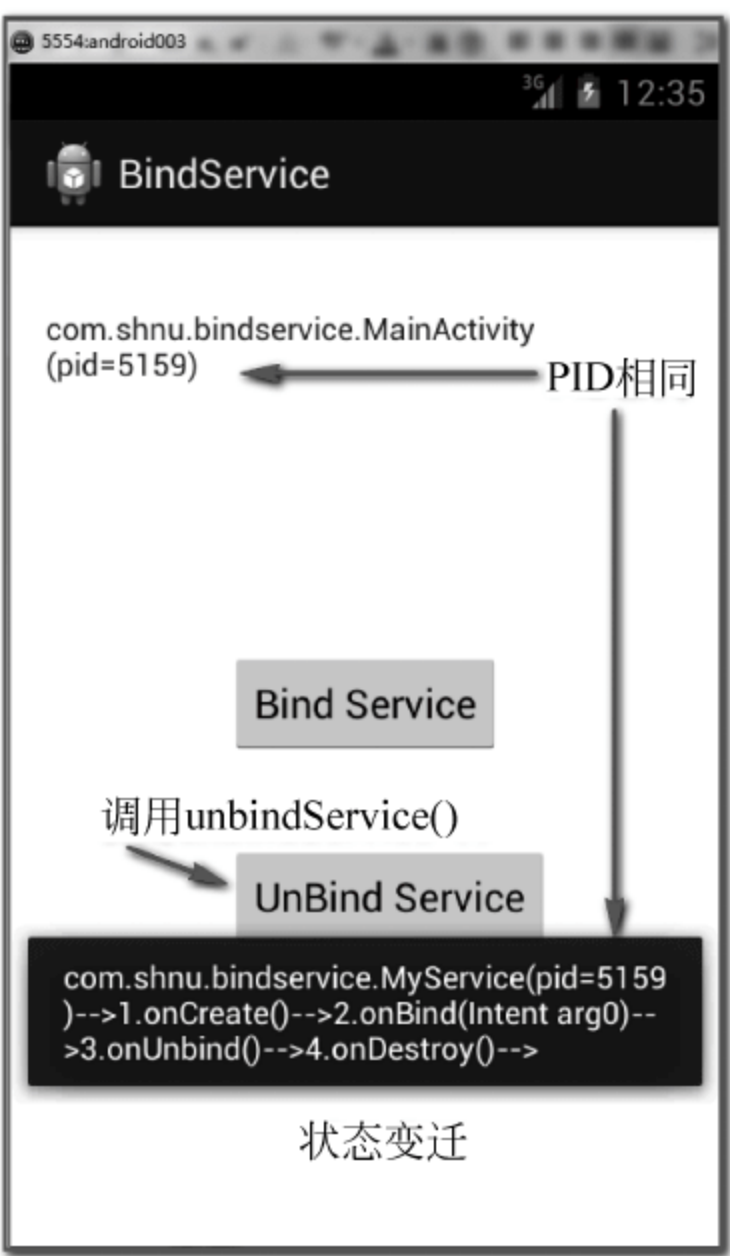 5554:android003
3G 12:35
BindService
com.shnu.bindservice.MainActivity
(pid=5159)
PID相同
Bind Service
调用unbindService()
UnBind Service
com.shnu.bindservice.MyService(pid=5159
)-->1.onCreate()-->2.onBind(Intent arg0)--
>3.onUnbind()-->4.onDestroy()-->
状态变迁